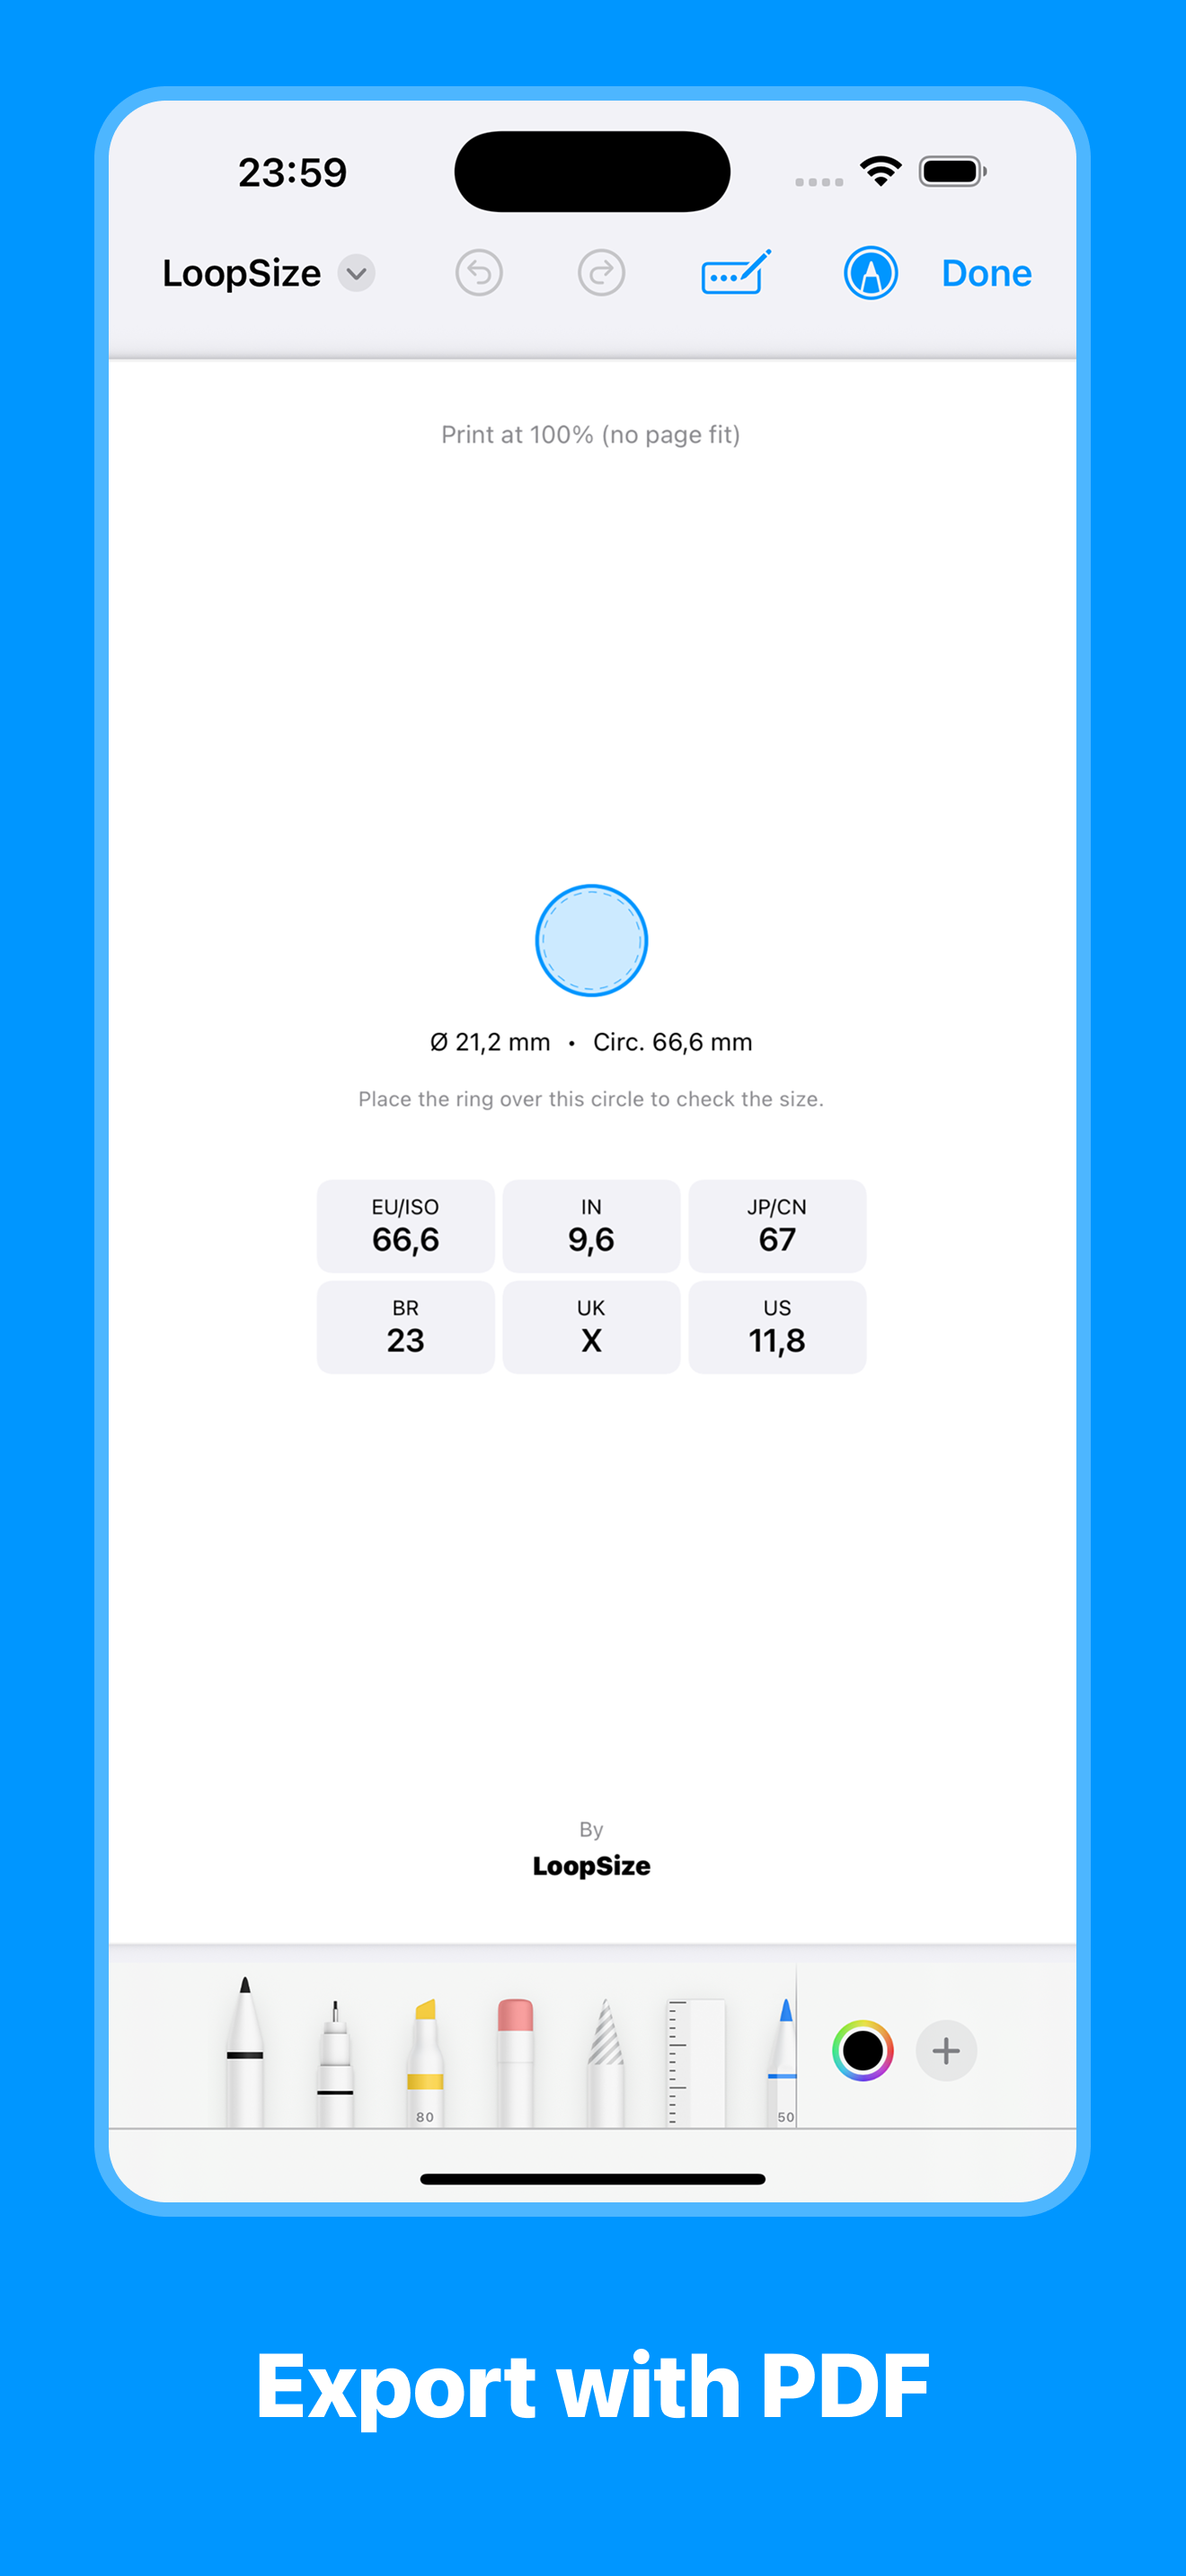 23:59
LoopSize
Done
Print at 100% (no page fit)
Ø 21,2 mm • Circ. 66,6 mm
Place the ring over this circle to check the size.
EU/ISO IN JP/CN
66,6 9,6 67
BR UK US
23 X 11,8
By
LoopSize
80 50
Export with PDF